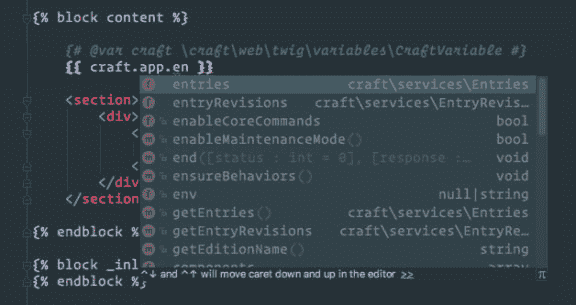 {% block content %}
{# @var craft \craft\web\twig\variables\CraftVariable #}
{{ craft.app.en }}
entries craft\services\Entries
<section> entryRevisions craft\services\EntryRevis…
<div enableCoreCommands bool
< enableMaintenanceMode() bool
end([status : int = 0], [response :… void
< ensureBehaviors() void
</di env null|string
</section getEntries() craft\services\Entries
getEntryRevisions craft\services\EntryRe…
{% endblock % getEditionName() string
{% block _inl components array
^↓ and ^↑ will move caret down and up in the editor >> π
{% endblock %}